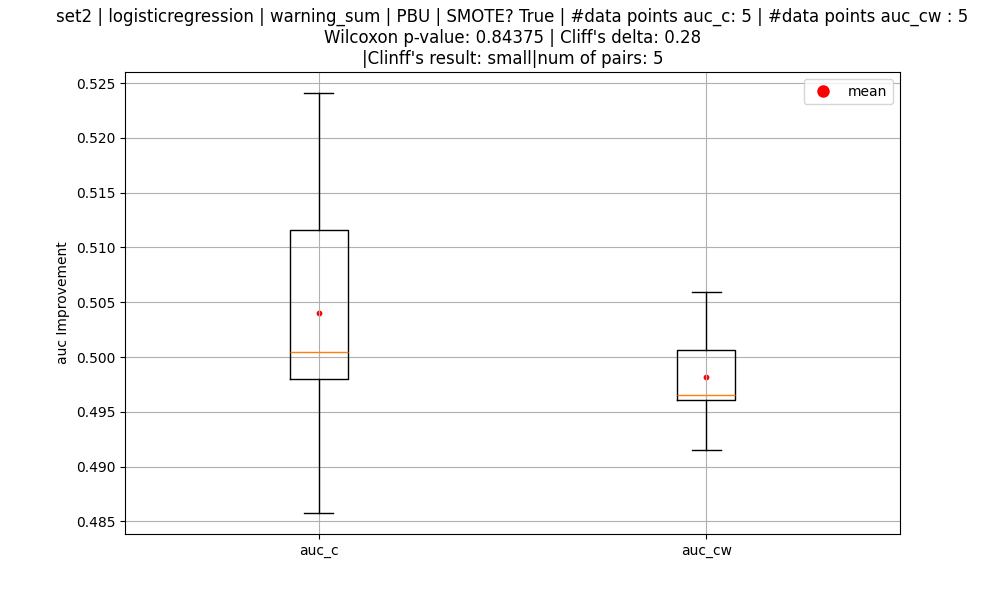 set2 | logisticregression | warning_sum | PBU | SMOTE? True | #data points auc_c: 5 | #data points auc_cw : 5
Wilcoxon p-value: 0.84375 | Cliff's delta: 0.28
|Clinff's result: small|num of pairs: 5
mean
0.525
0.520
0.515
0.510
0.505
0.500
0.495
0.490
0.485
auc Improvement
auc_c
auc_cw